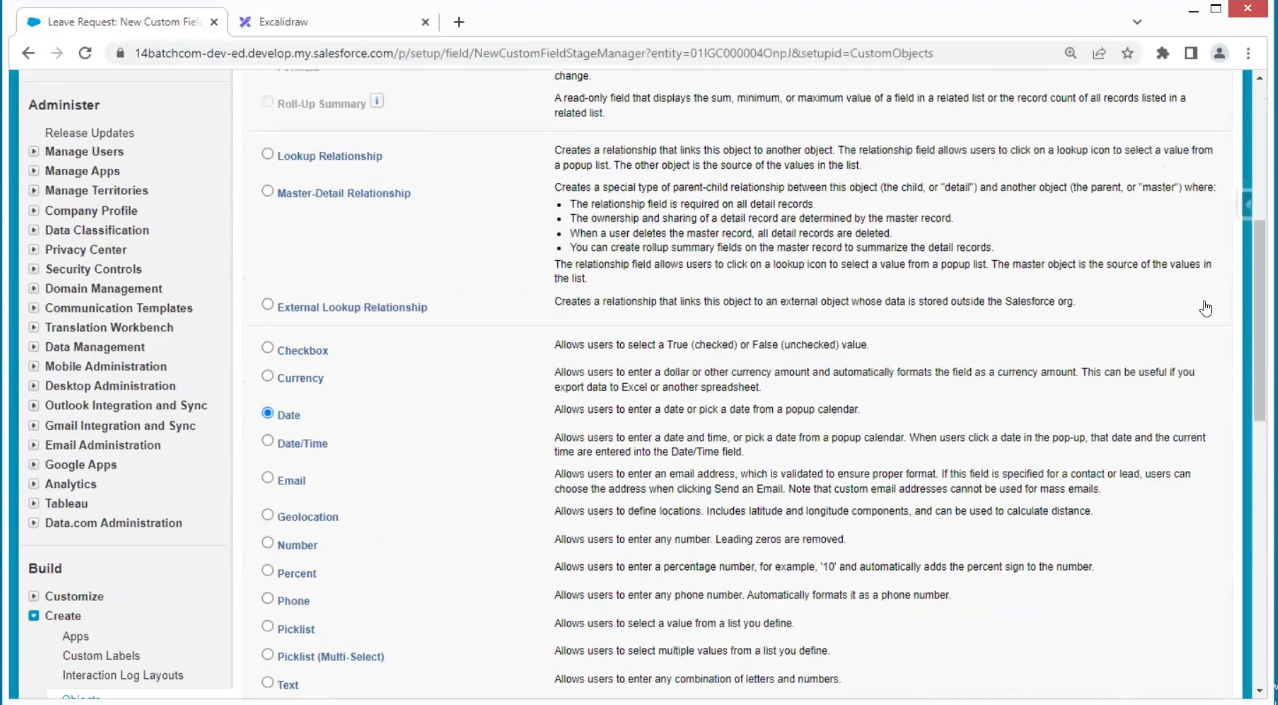 Leave Request: New Custom Fiel
Excalidraw
14batchcom-dev-ed.develop.my.salesforce.com/p/setup/field/NewCustomFieldStageManager?entity=01IGC000004OnpJ&setupid=CustomObjects
Administer
Release Updates
Manage Users
Manage Apps
Manage Territories
Company Profile
Data Classification
Privacy Center
Security Controls
Domain Management
Communication Templates
Translation Workbench
Data Management
Mobile Administration
Desktop Administration
Outlook Integration and Sync
Gmail Integration and Sync
Email Administration
Google Apps
Analytics
Tableau
Data.com Administration
Build
Customize
Create
Apps
Custom Labels
Interaction Log Layouts
Objects
change.
Roll-Up Summary i
A read-only field that displays the sum, minimum, or maximum value of a field in a related list or the record count of all records listed in a
related list.
Lookup Relationship
Creates a relationship that links this object to another object. The relationship field allows users to click on a lookup icon to select a value from
a popup list. The other object is the source of the values in the list.
Master-Detail Relationship
Creates a special type of parent-child relationship between this object (the child, or "detail") and another object (the parent, or "master") where:
• The relationship field is required on all detail records.
• The ownership and sharing of a detail record are determined by the master record.
• When a user deletes the master record, all detail records are deleted.
• You can create rollup summary fields on the master record to summarize the detail records.
The relationship field allows users to click on a lookup icon to select a value from a popup list. The master object is the source of the values in
the list.
External Lookup Relationship
Creates a relationship that links this object to an external object whose data is stored outside the Salesforce org.
Checkbox
Allows users to select a True (checked) or False (unchecked) value.
Currency
Allows users to enter a dollar or other currency amount and automatically formats the field as a currency amount. This can be useful if you
export data to Excel or another spreadsheet.
Date
Allows users to enter a date or pick a date from a popup calendar.
Date/Time
Allows users to enter a date and time, or pick a date from a popup calendar. When users click a date in the pop-up, that date and the current
time are entered into the Date/Time field.
Email
Allows users to enter an email address, which is validated to ensure proper format. If this field is specified for a contact or lead, users can
choose the address when clicking Send an Email. Note that custom email addresses cannot be used for mass emails.
Geolocation
Allows users to define locations. Includes latitude and longitude components, and can be used to calculate distance.
Number
Allows users to enter any number. Leading zeros are removed.
Percent
Allows users to enter a percentage number, for example, '10' and automatically adds the percent sign to the number.
Phone
Allows users to enter any phone number. Automatically formats it as a phone number.
Picklist
Allows users to select a value from a list you define.
Picklist (Multi-Select)
Allows users to select multiple values from a list you define.
Text
Allows users to enter any combination of letters and numbers.